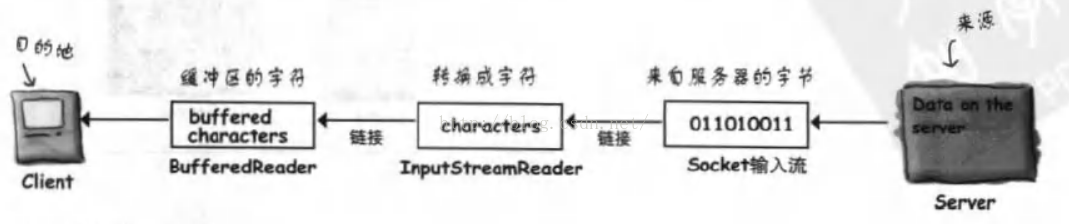 目的地
来源
缓冲区的字符
转换成字符
来自服务器的字节
buffered
characters
characters
011010011
Data on the
server
链接
链接
BufferedReader
InputStreamReader
Socket输入流
Client
Server